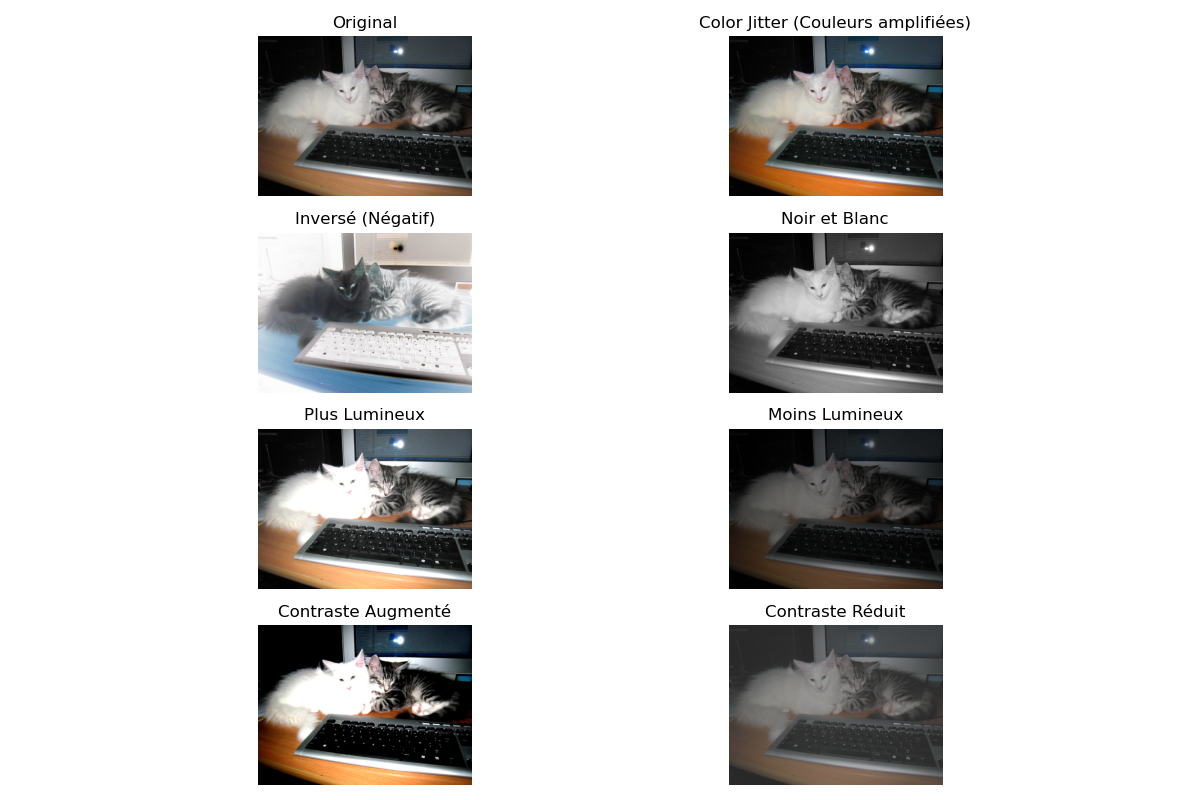 Original
Color Jitter (Couleurs amplifiées)
Inversé (Négatif)
Noir et Blanc
Plus Lumineux
Moins Lumineux
Contraste Augmenté
Contraste Réduit